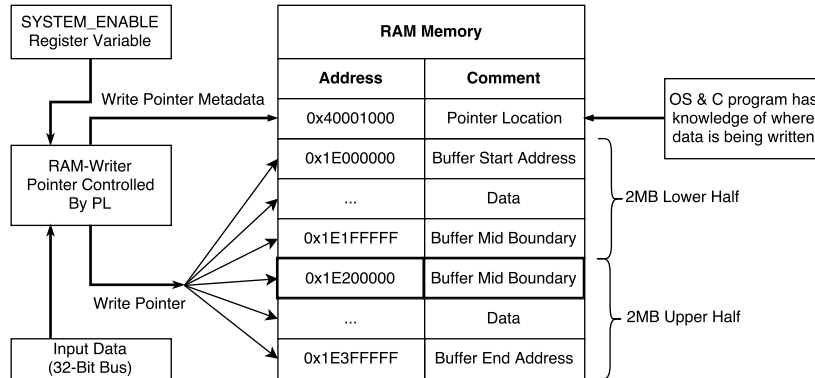 SYSTEM_ENABLE
Register Variable
RAM Memory
Address Comment
Write Pointer Metadata
0x40001000 Pointer Location
OS & C program has
knowledge of where
data is being written
RAM-Writer
Pointer Controlled
By PL
0x1E000000 Buffer Start Address
... Data
2MB Lower Half
0x1E1FFFFF Buffer Mid Boundary
0x1E200000 Buffer Mid Boundary
Write Pointer
... Data
2MB Upper Half
Input Data
(32-Bit Bus)
0x1E3FFFFF Buffer End Address